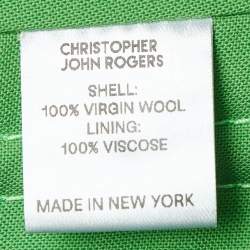 CHRISTOPHER
JOHN ROGERS
SHELL:
100% VIRGIN WOOL
LINING:
100% VISCOSE
MADE IN NEW YORK